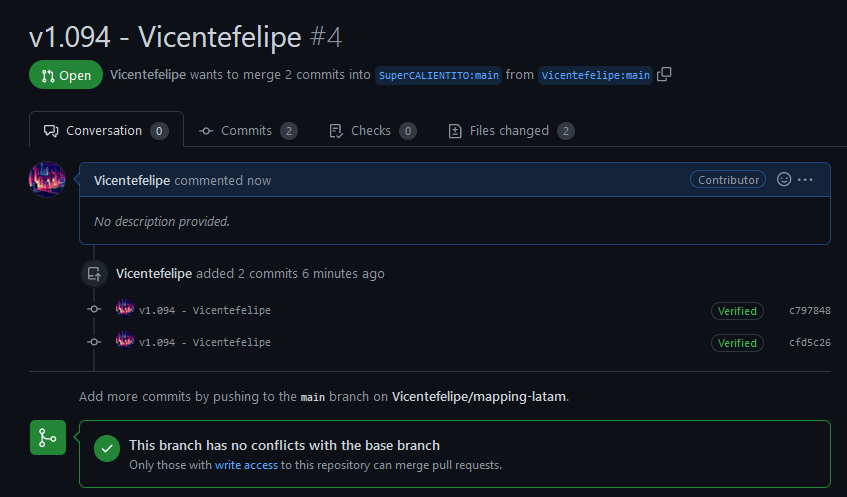 v1.094 - Vicentefelipe #4
Open Vicentefelipe wants to merge 2 commits into SuperCALIENTITO:main from Vicentefelipe:main
Conversation 0 Commits 2 Checks 0 Files changed 2
Vicentefelipe commented now Contributor
No description provided.
Vicentefelipe added 2 commits 6 minutes ago
v1.094 - Vicentefelipe Verified c797848
v1.094 - Vicentefelipe Verified cfd5c26
Add more commits by pushing to the main branch on Vicentefelipe/mapping-latam.
This branch has no conflicts with the base branch
Only those with write access to this repository can merge pull requests.